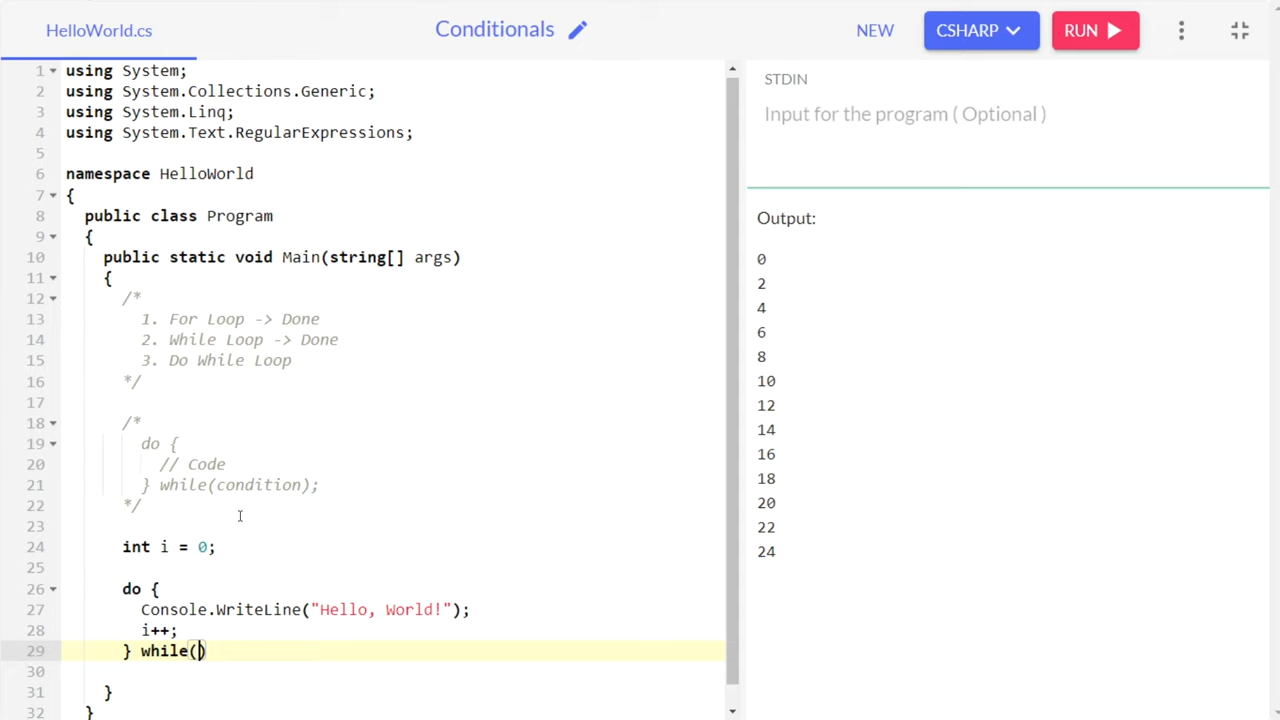 HelloWorld.cs
Conditionals
NEW
CSHARP
RUN
1 using System;
2 using System.Collections.Generic;
3 using System.Linq;
4 using System.Text.RegularExpressions;
5
6 namespace HelloWorld
7 {
8 public class Program
9 {
10 public static void Main(string[] args)
11 {
12 /*
13 1. For Loop -> Done
14 2. While Loop -> Done
15 3. Do While Loop
16 */
17
18 /*
19 do {
20 // Code
21 } while(condition);
22 */
23
24 int i = 0;
25
26 do {
27 Console.WriteLine("Hello, World!");
28 i++;
29 } while()
30
31 }
32 }
STDIN
Input for the program ( Optional )
Output:
0
2
4
6
8
10
12
14
16
18
20
22
24